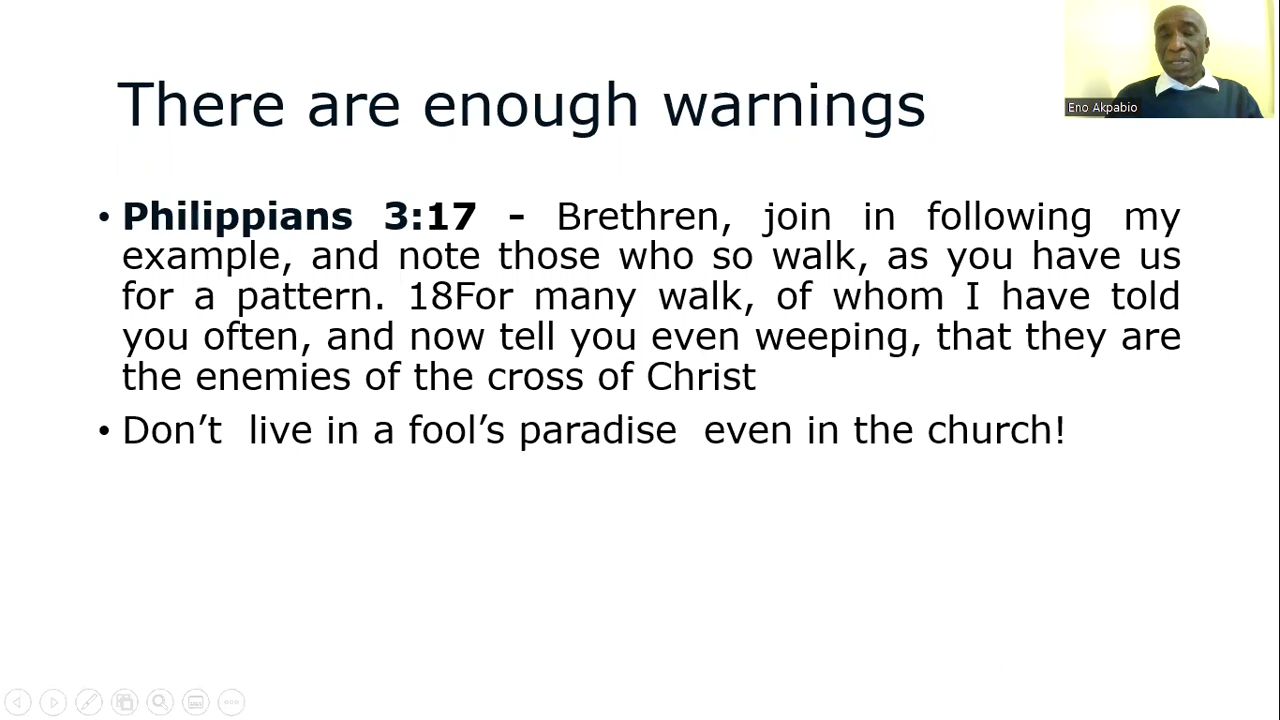 There are enough warnings
Eno Akpabio
• Philippians 3:17 - Brethren, join in following my
example, and note those who so walk, as you have us
for a pattern. 18For many walk, of whom I have told
you often, and now tell you even weeping, that they are
the enemies of the cross of Christ
• Don’t  live in a fool’s paradise  even in the church!